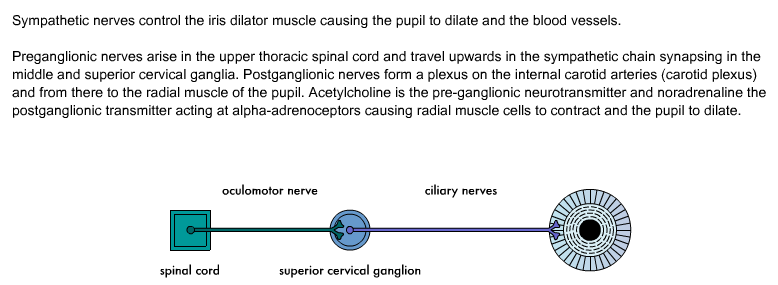 Sympathetic nerves control the iris dilator muscle causing the pupil to dilate and the blood vessels.
Preganglionic nerves arise in the upper thoracic spinal cord and travel upwards in the sympathetic chain synapsing in the
middle and superior cervical ganglia. Postganglionic nerves form a plexus on the internal carotid arteries (carotid plexus)
and from there to the radial muscle of the pupil. Acetylcholine is the pre-ganglionic neurotransmitter and noradrenaline the
postganglionic transmitter acting at alpha-adrenoceptors causing radial muscle cells to contract and the pupil to dilate.
oculomotor nerve
ciliary nerves
spinal cord
superior cervical ganglion